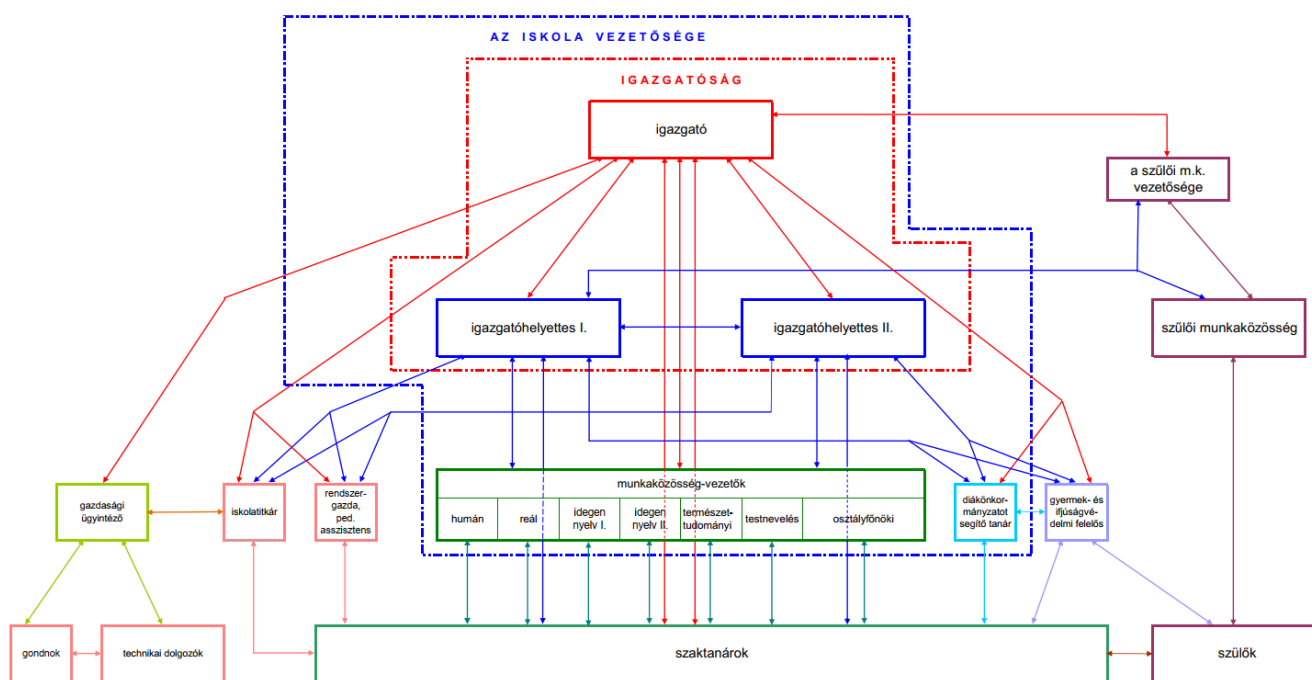 AZ ISKOLA VEZETŐSÉGE
IGAZGATÓSÁG
igazgató
a szűlői m.k.
vezetősége
igazgatóhelyettes I.
igazgatóhelyettes II.
szűlői munkaközösség
munkaközösség-vezetők
humán
reál
idegen
nyelv I.
idegen
nyelv II.
természet-
tudományi
testnevelés
osztályfőnöki
gazdasági
ügyintéző
iskolatitkár
rendszer-
gazda,
ped.
asszisztens
diákönkor-
mányzatot
segítő tanár
gyermek- és
ifjúságvé-
delmi felelős
gondnok
technikai dolgozók
szaktanárok
szülők